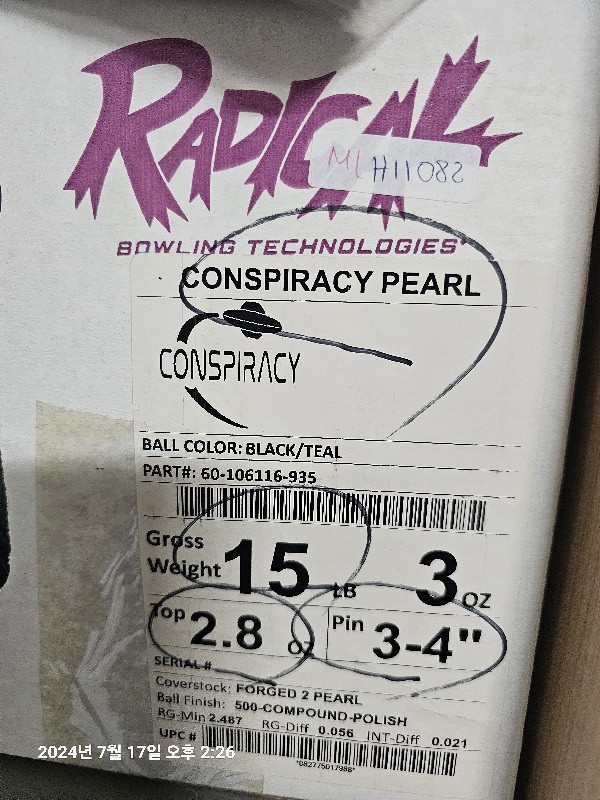 RADICAL
ML H11082
BOWLING TECHNOLOGIES
CONSPIRACY PEARL
CONSPIRACY
BALL COLOR: BLACK/TEAL
PART#: 60-106116-935
Gross Weight 15 LB 3 OZ
Top 2.8 oz Pin 3-4"
SERIAL #
Coverstock: FORGED 2 PEARL
Ball Finish: 500-COMPOUND-POLISH
RG-Min 2.487 RG-Diff 0.056 INT-Diff 0.021
UPC #
*082775017988*
2024년 7월 17일 오후 2:26